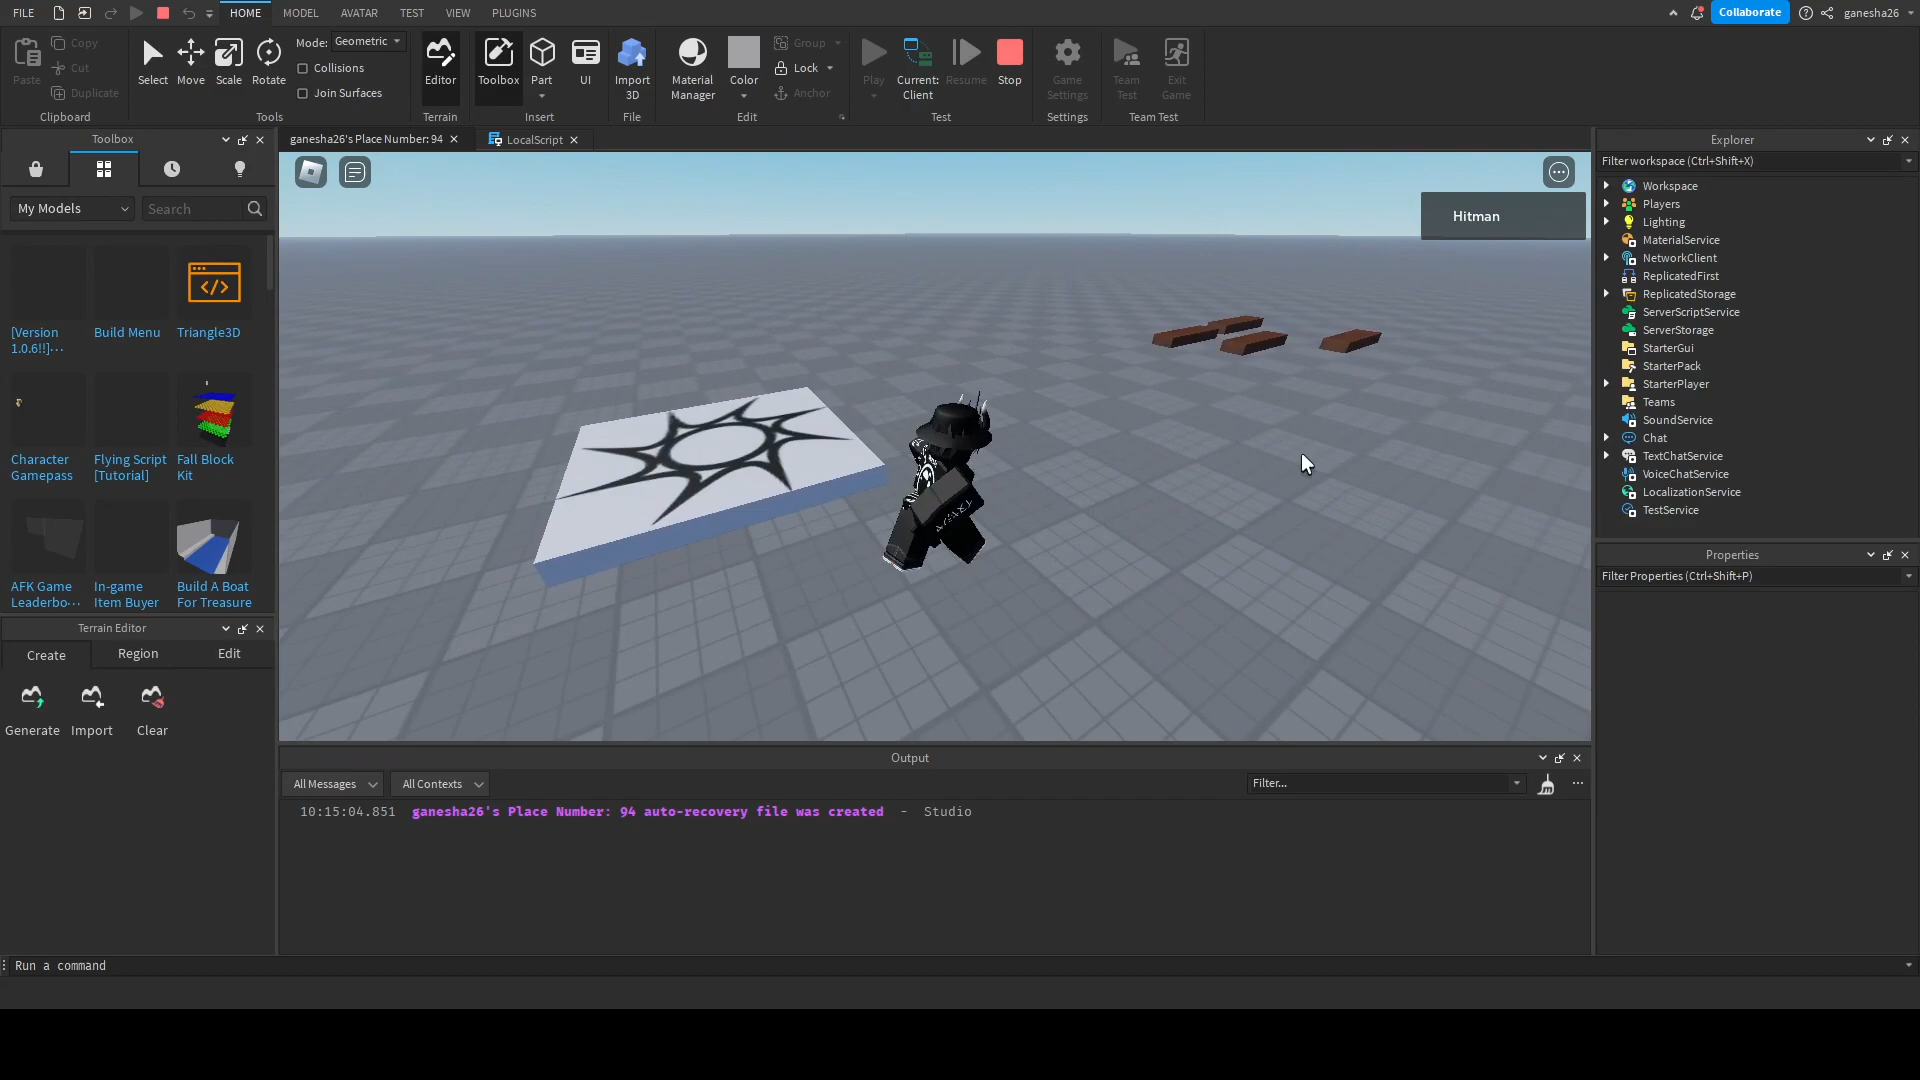 FILE HOME MODEL AVATAR TEST VIEW PLUGINS Collaborate ganesha26
Paste Copy Cut Duplicate
Clipboard
Select Move Scale Rotate
Mode: Geometric
Collisions
Join Surfaces
Tools
Editor
Terrain
Toolbox Part UI
Insert
Import 3D
File
Material Manager Color
Group
Lock
Anchor
Edit
Play Current: Client Resume Stop
Test
Game Settings
Settings
Team Test Exit Game
Team Test
Toolbox
My Models Search
[Version 1.0.6!!]... Build Menu Triangle3D
Character Gamepass Flying Script [Tutorial] Fall Block Kit
AFK Game Leaderbo... In-game Item Buyer Build A Boat For Treasure
Terrain Editor
Create Region Edit
Generate Import Clear
ganesha26's Place Number: 94 LocalScript
Hitman
Output
All Messages All Contexts Filter...
10:15:04.851 ganesha26's Place Number: 94 auto-recovery file was created - Studio
Run a command
Explorer
Filter workspace (Ctrl+Shift+X)
Workspace
Players
Lighting
MaterialService
NetworkClient
ReplicatedFirst
ReplicatedStorage
ServerScriptService
ServerStorage
StarterGui
StarterPack
StarterPlayer
Teams
SoundService
Chat
TextChatService
VoiceChatService
LocalizationService
TestService
Properties
Filter Properties (Ctrl+Shift+P)